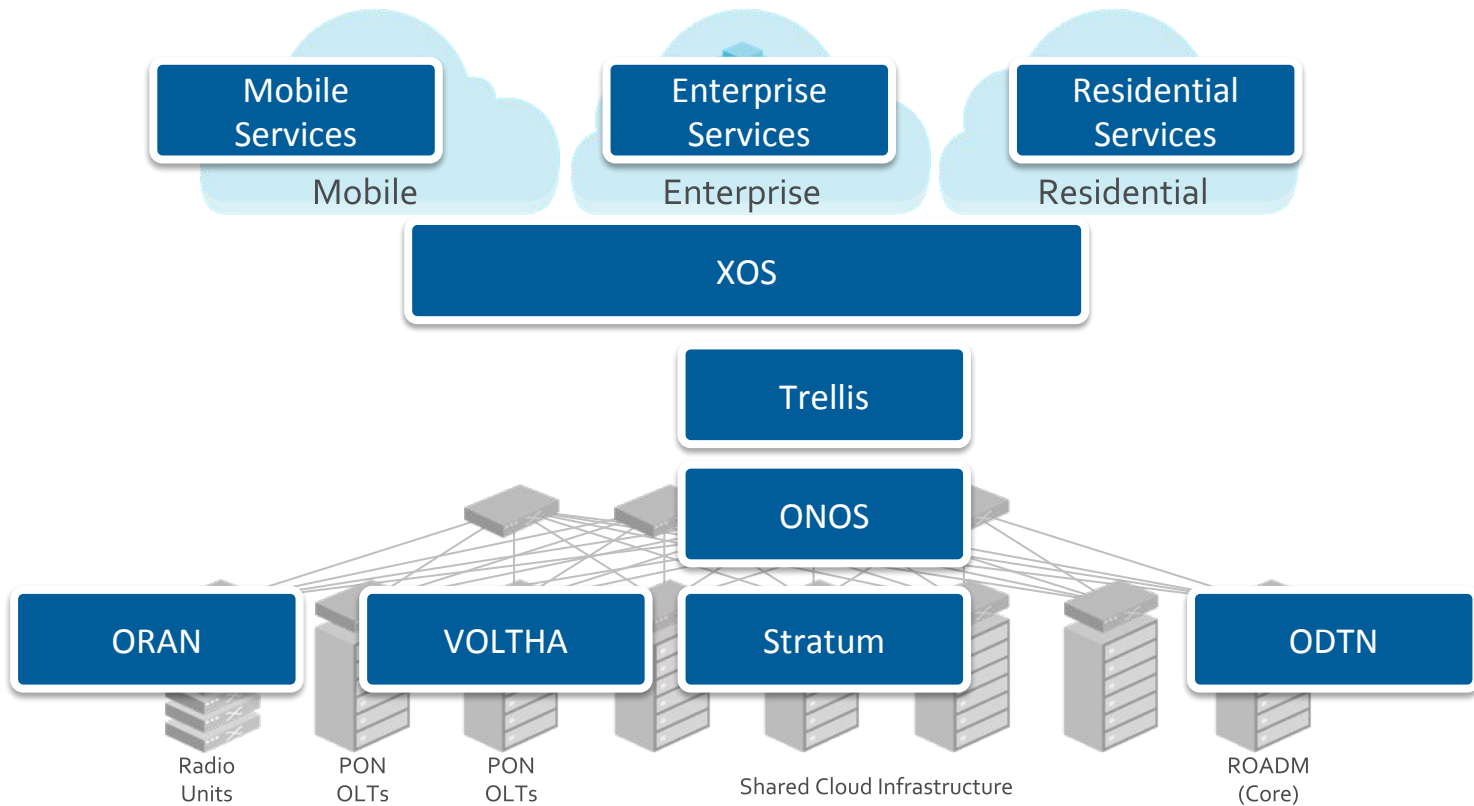 Mobile
Services
Enterprise
Services
Residential
Services
Mobile
Enterprise
Residential
XOS
Trellis
ONOS
ORAN
VOLTHA
Stratum
ODTN
Radio
Units
PON
OLTs
PON
OLTs
Shared Cloud Infrastructure
ROADM
(Core)